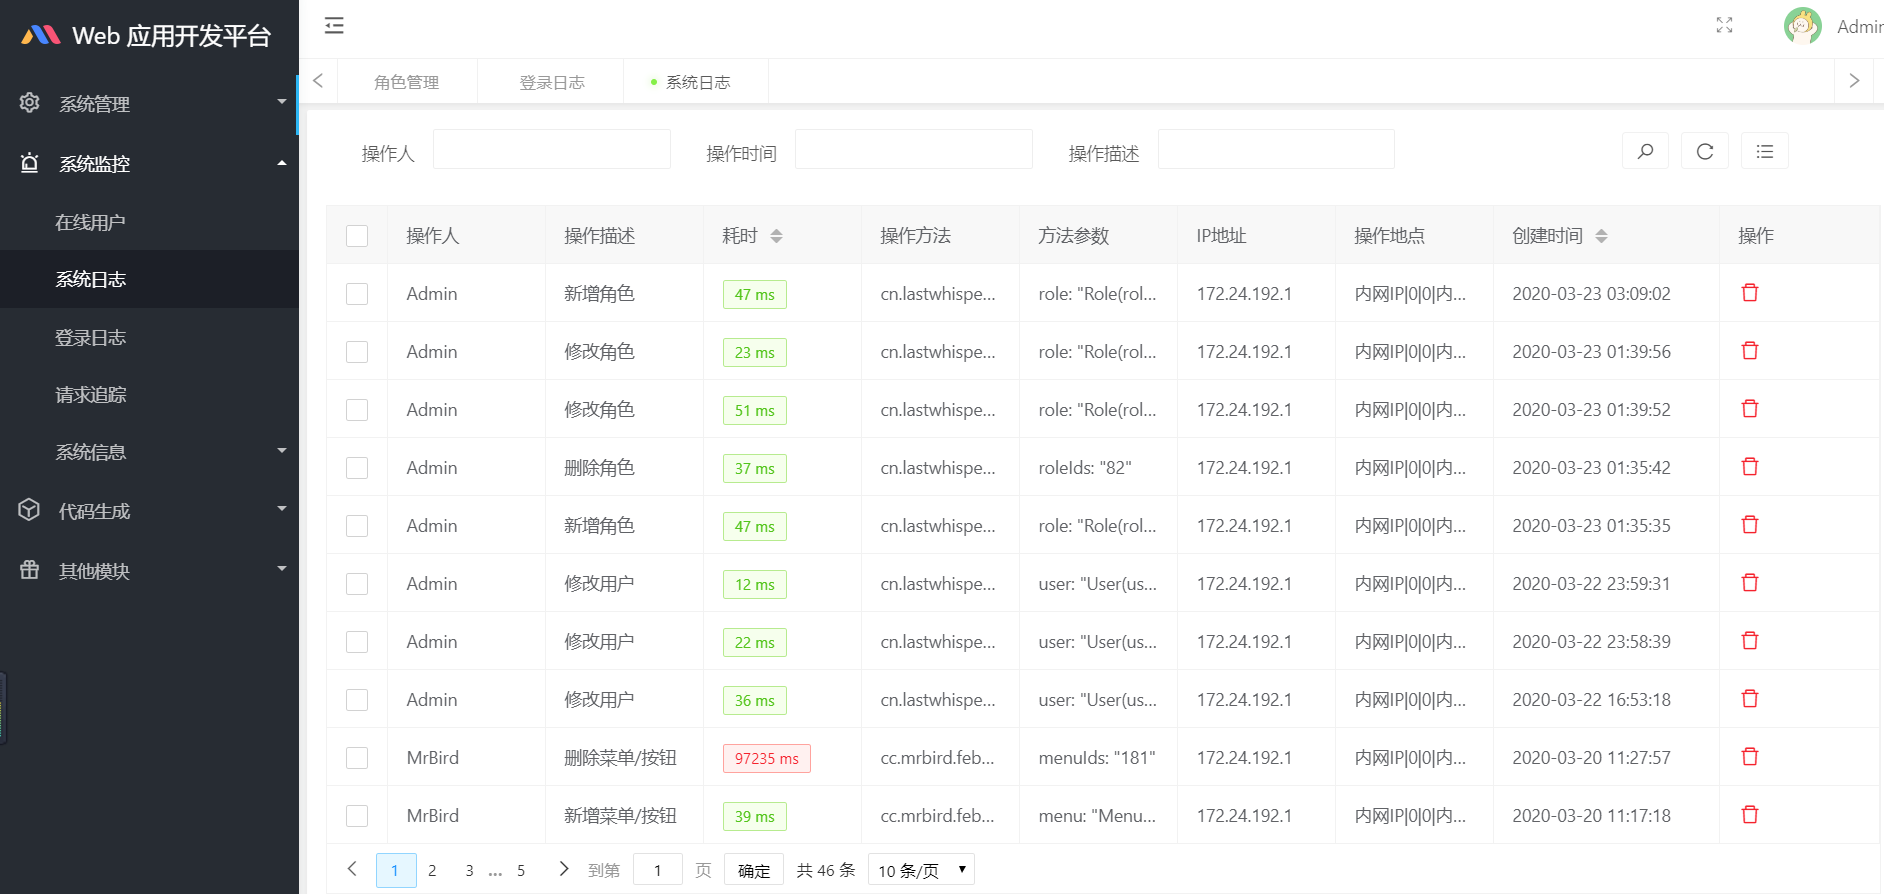 Web 应用开发平台
系统管理
系统监控
在线用户
系统日志
登录日志
请求追踪
系统信息
代码生成
其他模块
Admin
角色管理 登录日志 系统日志
操作人 操作时间 操作描述
操作人 操作描述 耗时 操作方法 方法参数 IP地址 操作地点 创建时间 操作
Admin 新增角色 47 ms cn.lastwhispe... role: "Role(rol... 172.24.192.1 内网IP|0|0|内... 2020-03-23 03:09:02
Admin 修改角色 23 ms cn.lastwhispe... role: "Role(rol... 172.24.192.1 内网IP|0|0|内... 2020-03-23 01:39:56
Admin 修改角色 51 ms cn.lastwhispe... role: "Role(rol... 172.24.192.1 内网IP|0|0|内... 2020-03-23 01:39:52
Admin 删除角色 37 ms cn.lastwhispe... roleIds: "82" 172.24.192.1 内网IP|0|0|内... 2020-03-23 01:35:42
Admin 新增角色 47 ms cn.lastwhispe... role: "Role(rol... 172.24.192.1 内网IP|0|0|内... 2020-03-23 01:35:35
Admin 修改用户 12 ms cn.lastwhispe... user: "User(us... 172.24.192.1 内网IP|0|0|内... 2020-03-22 23:59:31
Admin 修改用户 22 ms cn.lastwhispe... user: "User(us... 172.24.192.1 内网IP|0|0|内... 2020-03-22 23:58:39
Admin 修改用户 36 ms cn.lastwhispe... user: "User(us... 172.24.192.1 内网IP|0|0|内... 2020-03-22 16:53:18
MrBird 删除菜单/按钮 97235 ms cc.mrbird.feb... menuIds: "181" 172.24.192.1 内网IP|0|0|内... 2020-03-20 11:27:57
MrBird 新增菜单/按钮 39 ms cc.mrbird.feb... menu: "Menu... 172.24.192.1 内网IP|0|0|内... 2020-03-20 11:17:18
1 2 3 ... 5 到第 1 页 确定 共 46 条 10 条/页